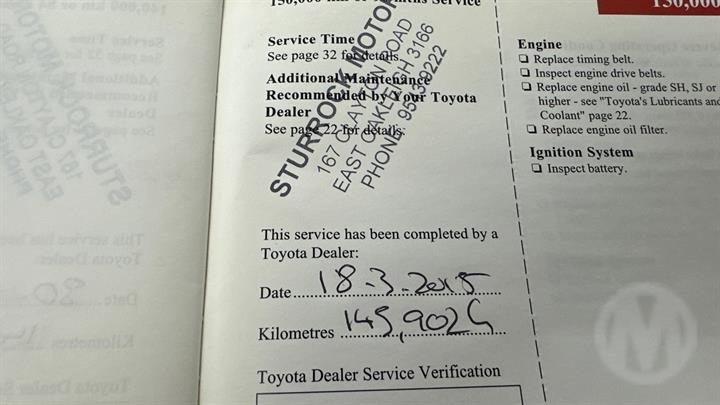 Service Time
See page 32 for details.
Additional Maintenance
Recommended by Your Toyota
Dealer
See page 22 for details.
STURROCK MOTOR
167 CLAYTON ROAD
EAST OAKLEIGH 3166
PHONE:
This service has been completed by a
Toyota Dealer:
Date 18-3-2015
Kilometres 145,902
Toyota Dealer Service Verification
150,000
Engine
❏ Replace timing belt.
❏ Inspect engine drive belts.
❏ Replace engine oil - grade SH, SJ or
higher - see "Toyota's Lubricants and
Coolant" page 22.
❏ Replace engine oil filter.
Ignition System
❏ Inspect battery.
M